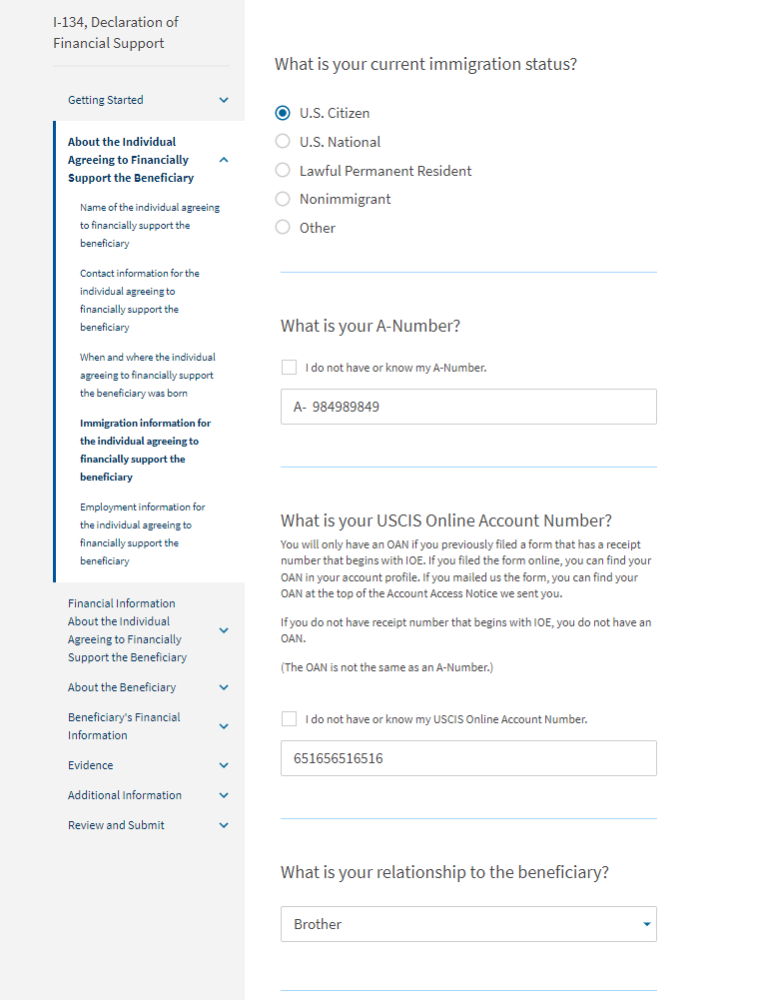 I-134, Declaration of
Financial Support
Getting Started
About the Individual
Agreeing to Financially
Support the Beneficiary
Name of the individual agreeing
to financially support the
beneficiary
Contact information for the
individual agreeing to
financially support the
beneficiary
When and where the individual
agreeing to financially support
the beneficiary was born
Immigration information for
the individual agreeing to
financially support the
beneficiary
Employment information for
the individual agreeing to
financially support the
beneficiary
Financial Information
About the Individual
Agreeing to Financially
Support the Beneficiary
About the Beneficiary
Beneficiary's Financial
Information
Evidence
Additional Information
Review and Submit
What is your current immigration status?
U.S. Citizen
U.S. National
Lawful Permanent Resident
Nonimmigrant
Other
What is your A-Number?
I do not have or know my A-Number.
A- 984989849
What is your USCIS Online Account Number?
You will only have an OAN if you previously filed a form that has a receipt
number that begins with IOE. If you filed the form online, you can find your
OAN in your account profile. If you mailed us the form, you can find your
OAN at the top of the Account Access Notice we sent you.
If you do not have receipt number that begins with IOE, you do not have an
OAN.
(The OAN is not the same as an A-Number.)
I do not have or know my USCIS Online Account Number.
651656516516
What is your relationship to the beneficiary?
Brother